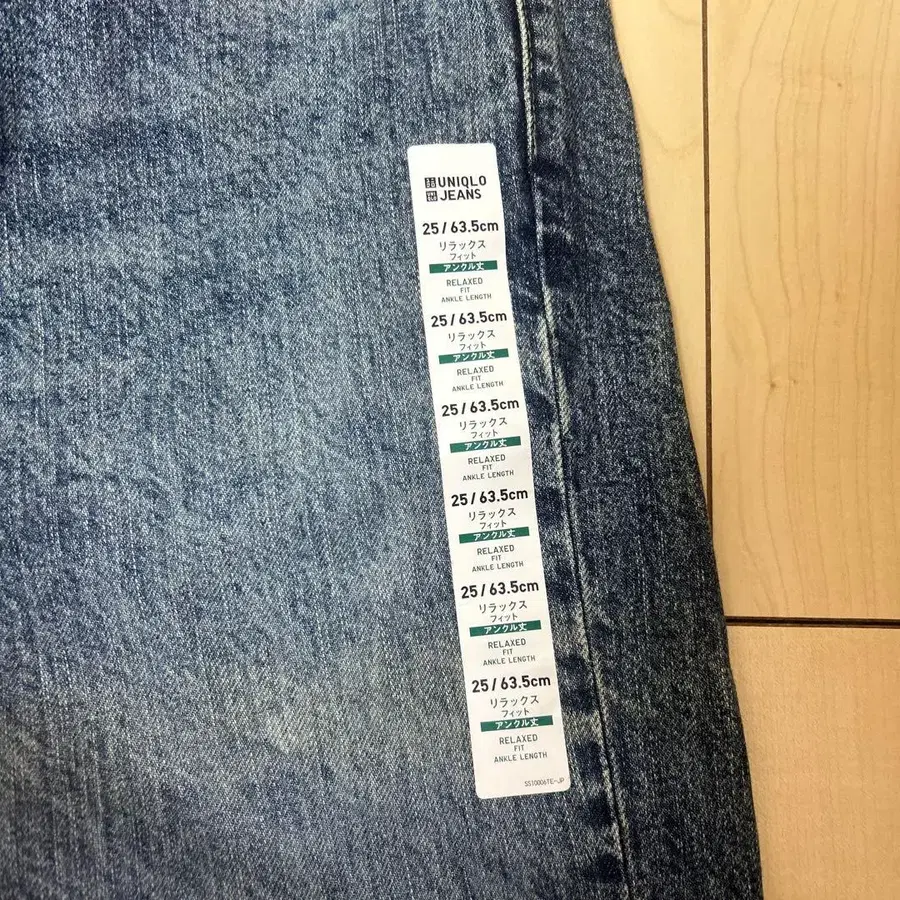 UNIQLO
JEANS
25/63.5cm
リラックス
フィット
アンクル丈
RELAXED
FIT
ANKLE LENGTH
25/63.5cm
リラックス
フィット
アンクル丈
RELAXED
FIT
ANKLE LENGTH
25/63.5cm
リラックス
フィット
アンクル丈
RELAXED
FIT
ANKLE LENGTH
25/63.5cm
リラックス
フィット
アンクル丈
RELAXED
FIT
ANKLE LENGTH
25/63.5cm
リラックス
フィット
アンクル丈
RELAXED
FIT
ANKLE LENGTH
25/63.5cm
リラックス
フィット
アンクル丈
RELAXED
FIT
ANKLE LENGTH
SS10006TE-JP